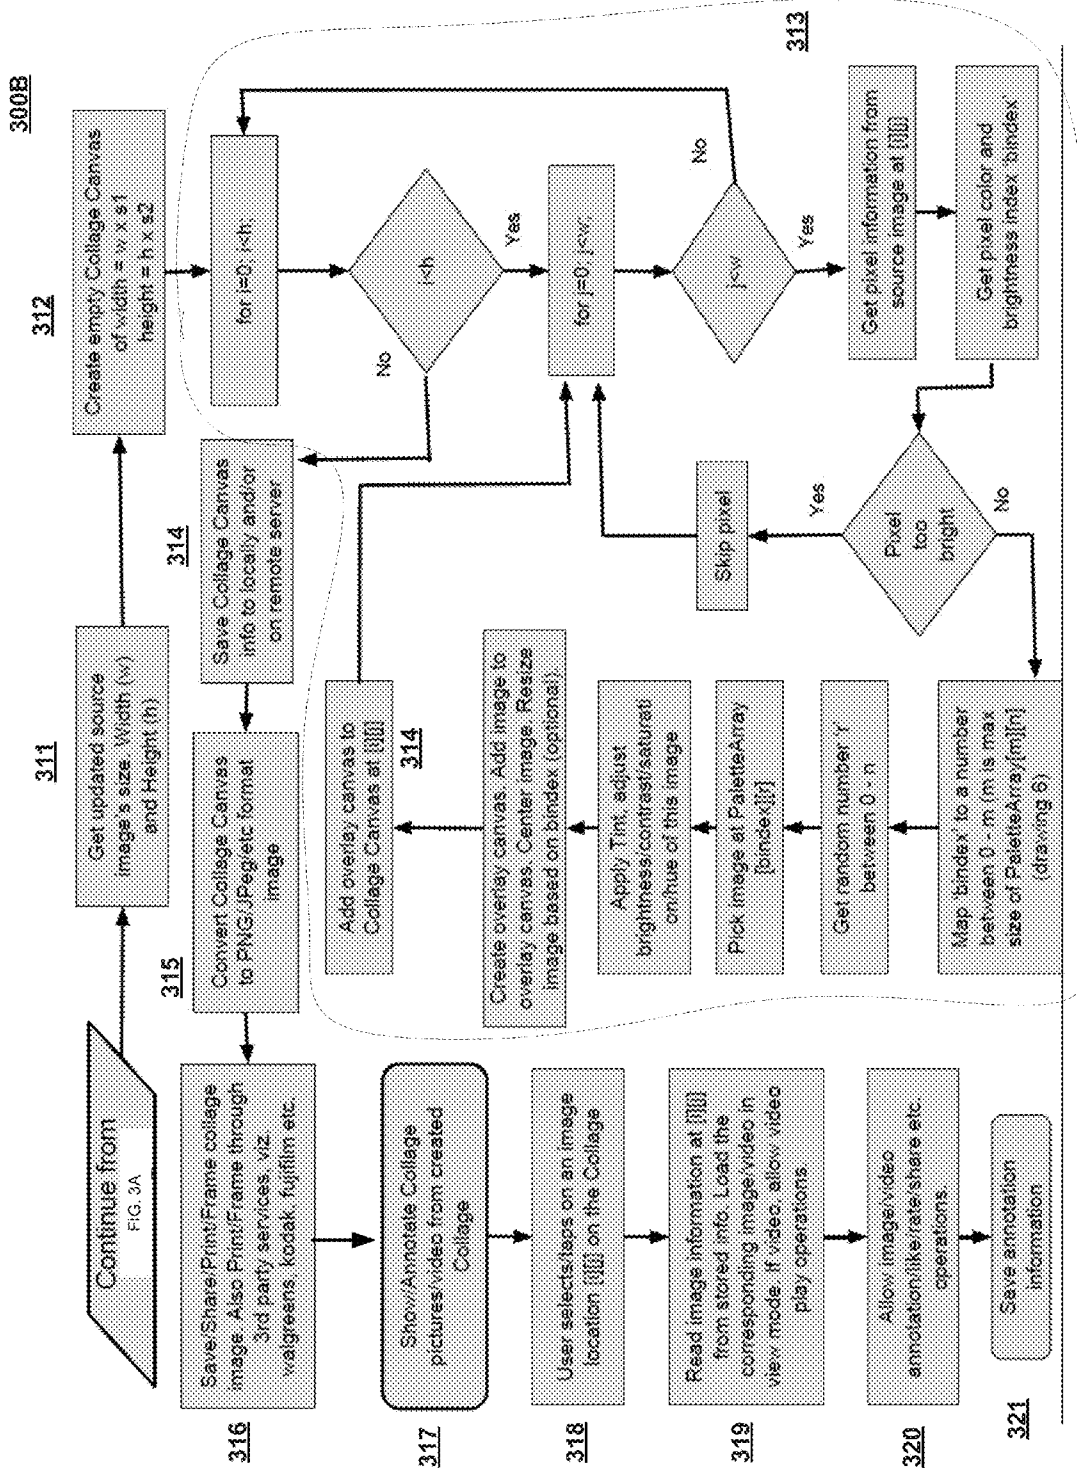 300B
Continue from
FIG. 3A
311
Get updated source
image's size. Width (w)
and Height (h)
312
Create empty Collage Canvas
of width = w x s1
height = h x s2
313
for i=0; i<h;
i<h
No
Yes
for j=0; j<w;
j<w
No
Yes
Get pixel information from
source image at [i][j]
Get pixel color and
brightness index 'bindex'
Pixel
too
bright
Yes
No
Skip pixel
Map 'bindex' to a number
between 0 - m (m is max
size of PaletteArray[m][n]
(drawing 6)
Get random number 'r'
between 0 - n
Pick image at PaletteArray
[bindex][r]
Apply Tint, adjust
brightness/contrast/saturati
on/hue of this image
Create overlay canvas. Add image to
overlay canvas. Center image. Resize
image based on bindex (optional).
Add overlay canvas to
Collage Canvas at [i][j]
314
314
Save Collage Canvas
info to locally and/or
on remote server
315
Convert Collage Canvas
to PNG/JPegetic format
image
316
Save/Share/Print/Frame collage
image. Also Print/Frame through
3rd party services, viz.
walgreens, kodak, fujifilm etc.
317
Show/Annotate Collage
pictures/video from created
Collage
318
User selects/taps on an image
location [i][j] on the Collage
319
Read image information at [i][j]
from stored info. Load the
corresponding image/video in
view mode. If video, allow video
play operations
320
Allow image/video
annotation/like/rate/share etc.
operations.
321
Save annotation
information